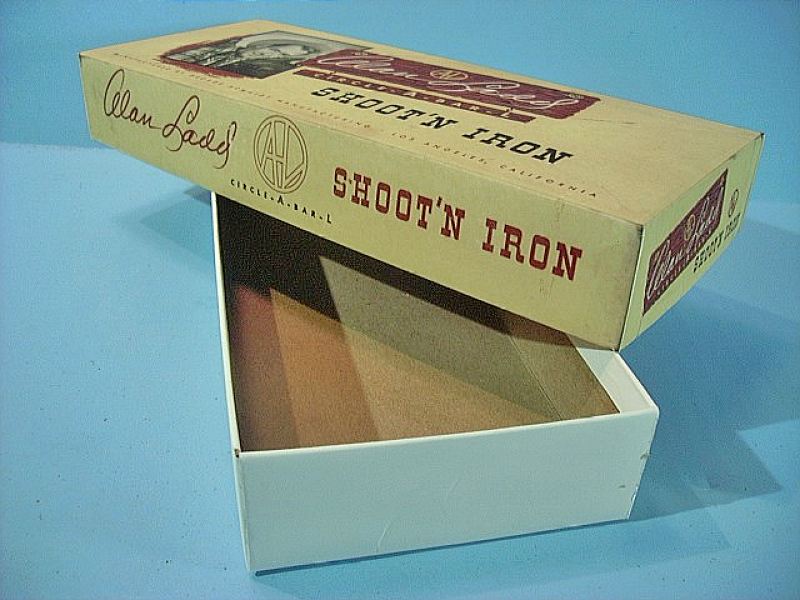 Alan Ladd
CIRCLE-A-BAR-L
SHOOT'N IRON
LOS ANGELES, CALIFORNIA
Alan Ladd
CIRCLE-A-BAR-L
SHOOT'N IRON
Alan Ladd
SHOOT'N IRON